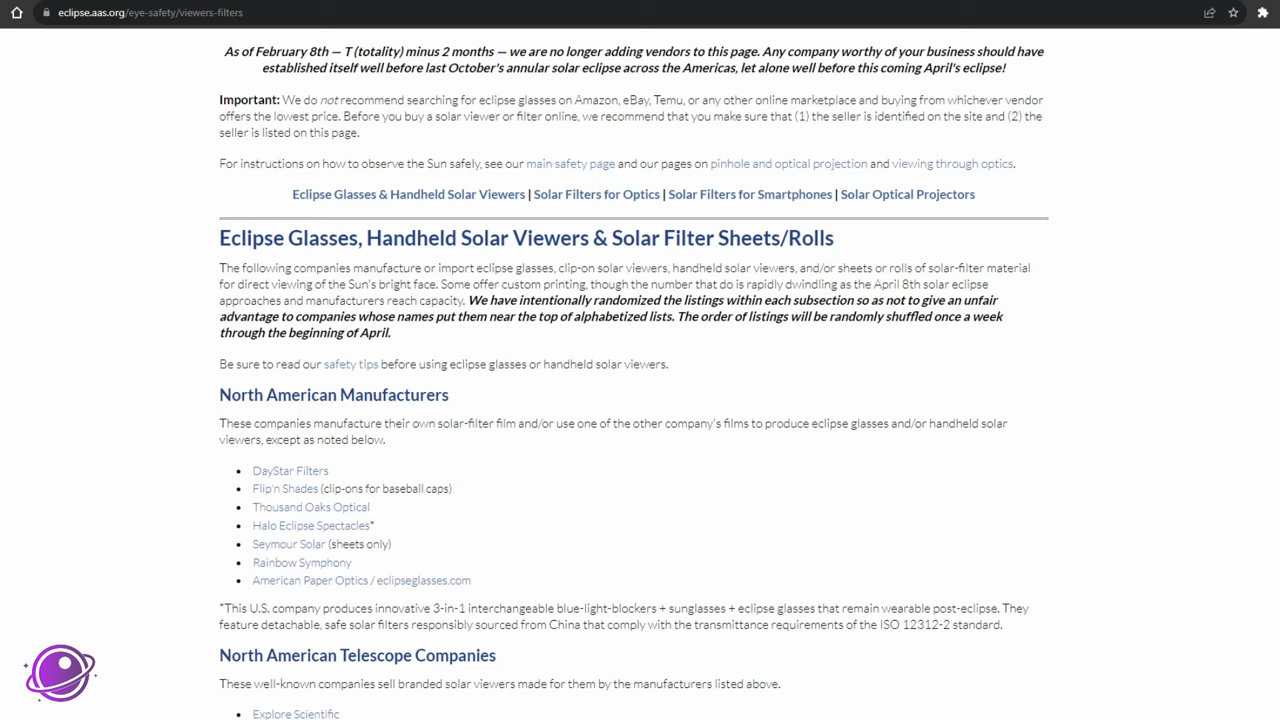 eclipse.aas.org/eye-safety/viewers-filters
As of February 8th — T (totality) minus 2 months — we are no longer adding vendors to this page. Any company worthy of your business should have
established itself well before last October's annular solar eclipse across the Americas, let alone well before this coming April's eclipse!
Important: We do not recommend searching for eclipse glasses on Amazon, eBay, Temu, or any other online marketplace and buying from whichever vendor
offers the lowest price. Before you buy a solar viewer or filter online, we recommend that you make sure that (1) the seller is identified on the site and (2) the
seller is listed on this page.
For instructions on how to observe the Sun safely, see our main safety page and our pages on pinhole and optical projection and viewing through optics.
Eclipse Glasses & Handheld Solar Viewers | Solar Filters for Optics | Solar Filters for Smartphones | Solar Optical Projectors
Eclipse Glasses, Handheld Solar Viewers & Solar Filter Sheets/Rolls
The following companies manufacture or import eclipse glasses, clip-on solar viewers, handheld solar viewers, and/or sheets or rolls of solar-filter material
for direct viewing of the Sun's bright face. Some offer custom printing, though the number that do is rapidly dwindling as the April 8th solar eclipse
approaches and manufacturers reach capacity. We have intentionally randomized the listings within each subsection so as not to give an unfair
advantage to companies whose names put them near the top of alphabetized lists. The order of listings will be randomly shuffled once a week
through the beginning of April.
Be sure to read our safety tips before using eclipse glasses or handheld solar viewers.
North American Manufacturers
These companies manufacture their own solar-filter film and/or use one of the other company's films to produce eclipse glasses and/or handheld solar
viewers, except as noted below.
• DayStar Filters
• Flip'n Shades (clip-ons for baseball caps)
• Thousand Oaks Optical
• Halo Eclipse Spectacles*
• Seymour Solar (sheets only)
• Rainbow Symphony
• American Paper Optics / eclipseglasses.com
*This U.S. company produces innovative 3-in-1 interchangeable blue-light-blockers + sunglasses + eclipse glasses that remain wearable post-eclipse. They
feature detachable, safe solar filters responsibly sourced from China that comply with the transmittance requirements of the ISO 12312-2 standard.
North American Telescope Companies
These well-known companies sell branded solar viewers made for them by the manufacturers listed above.
• Explore Scientific